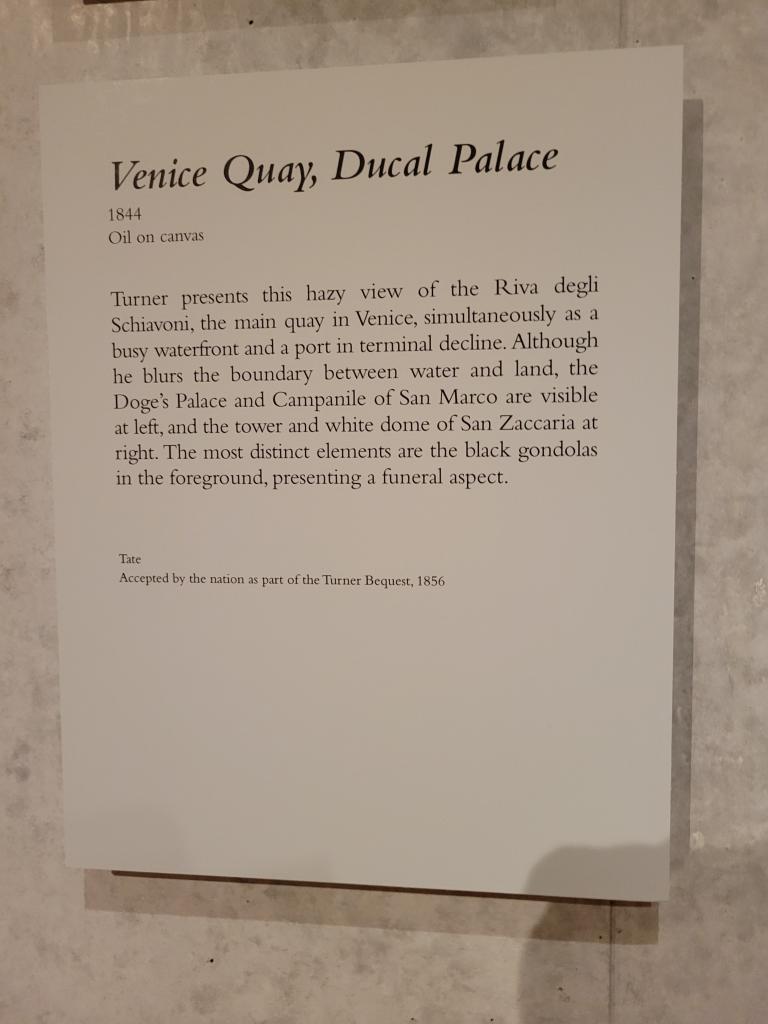 Venice Quay, Ducal Palace
1844
Oil on canvas
Turner presents this hazy view of the Riva degli
Schiavoni, the main quay in Venice, simultaneously as a
busy waterfront and a port in terminal decline. Although
he blurs the boundary between water and land, the
Doge’s Palace and Campanile of San Marco are visible
at left, and the tower and white dome of San Zaccaria at
right. The most distinct elements are the black gondolas
in the foreground, presenting a funeral aspect.
Tate
Accepted by the nation as part of the Turner Bequest, 1856